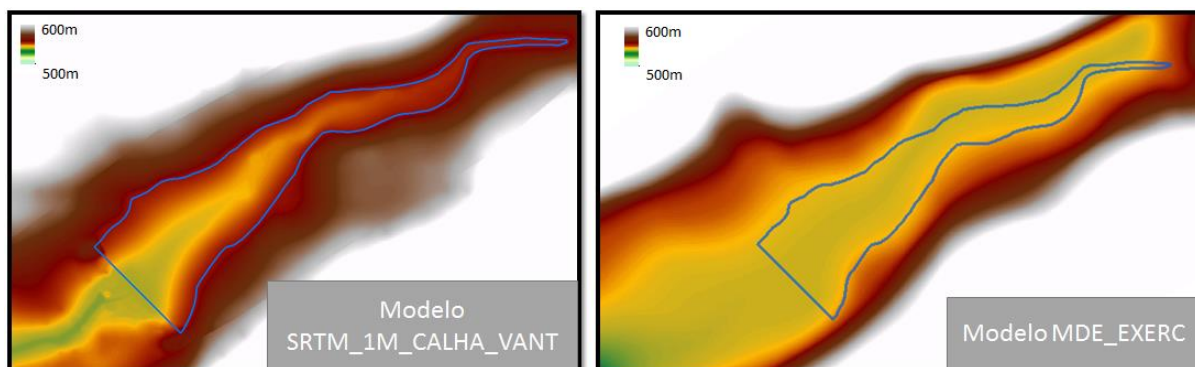 600m
500m
Modelo
SRTM_1M_CALHA_VANT
600m
500m
Modelo MDE_EXERC